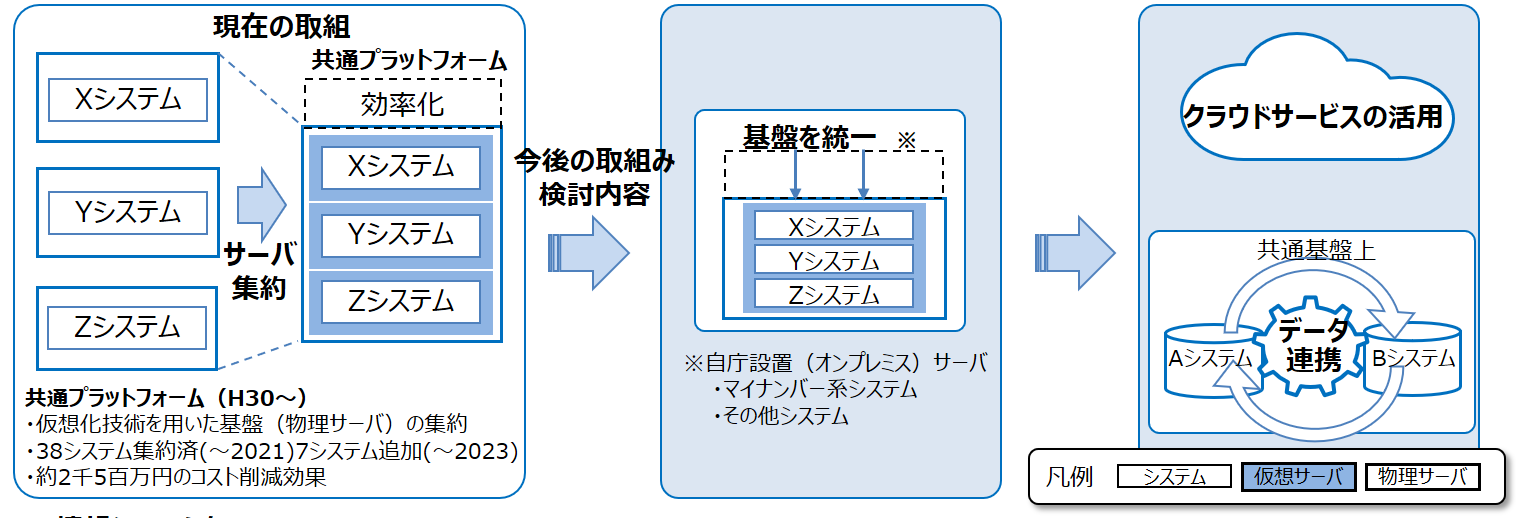 現在の取組
共通プラットフォーム
効率化
Xシステム
Yシステム
Zシステム
サーバ
集約
Xシステム
Yシステム
Zシステム
共通プラットフォーム（H30～）
・仮想化技術を用いた基盤（物理サーバ）の集約
・38システム集約済(～2021)7システム追加(～2023)
・約2千5百万円のコスト削減効果
今後の取組み
検討内容
基盤を統一 ※
Xシステム
Yシステム
Zシステム
※自庁設置（オンプレミス）サーバ
・マイナンバー系システム
・その他システム
クラウドサービスの活用
共通基盤上
Aシステム
データ
連携
Bシステム
凡例
システム
仮想サーバ
物理サーバ